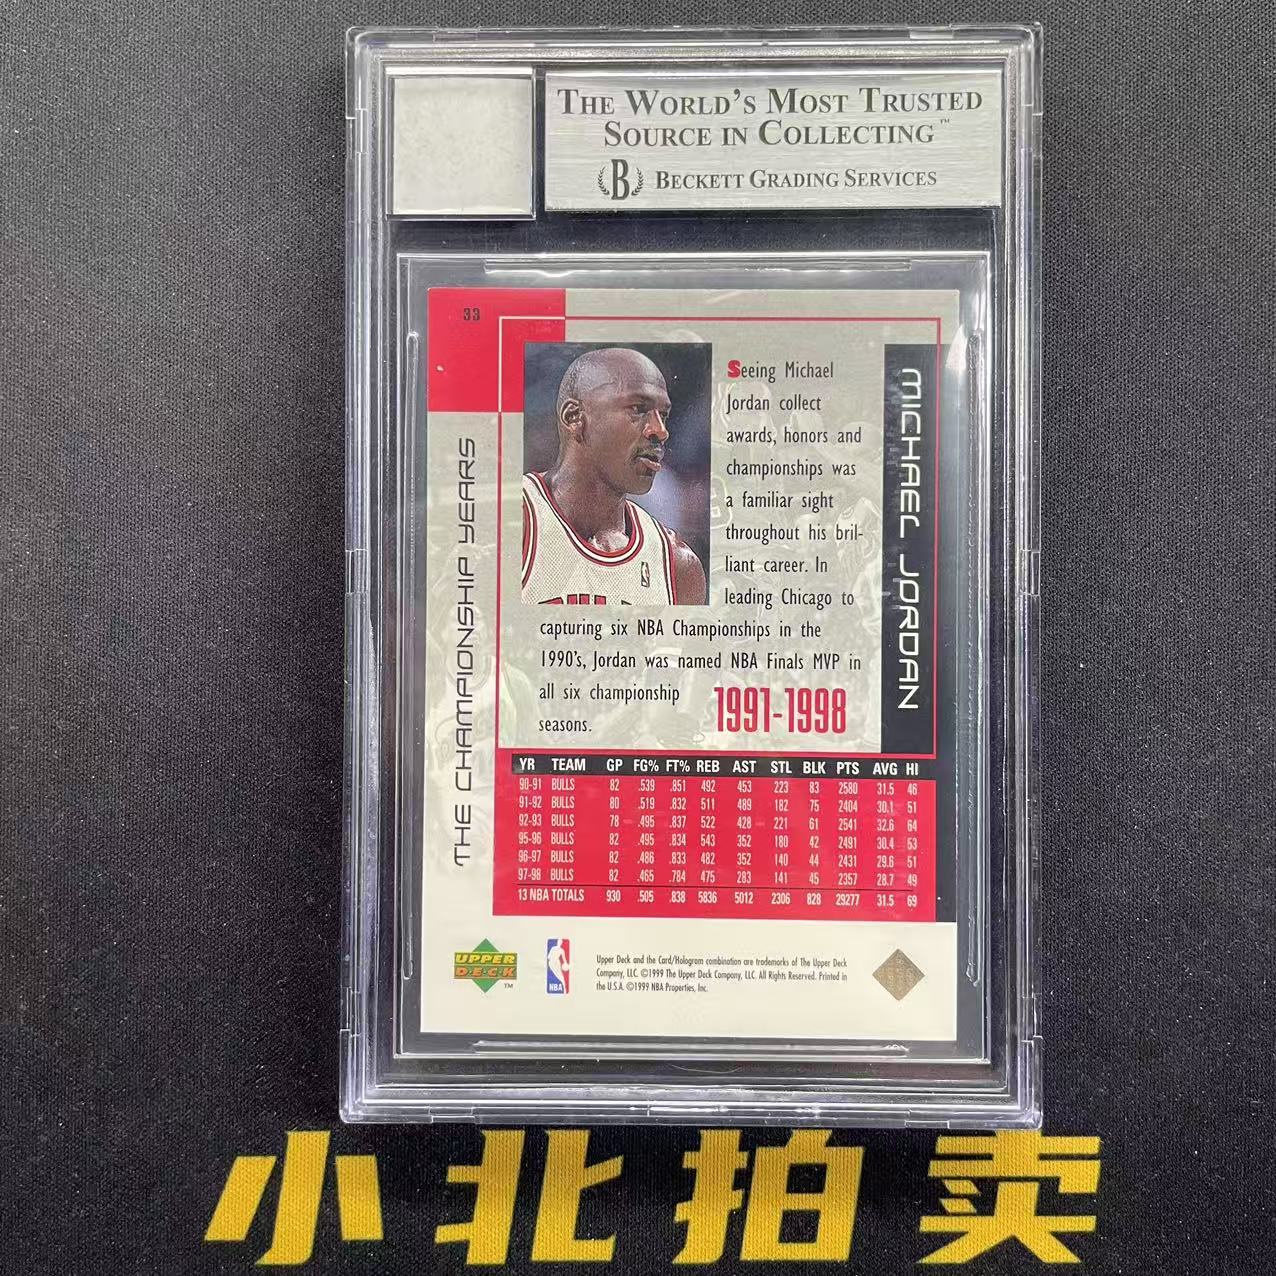 THE WORLD'S MOST TRUSTED
SOURCE IN COLLECTING™
B BECKETT GRADING SERVICES
33
THE CHAMPIONSHIP YEARS
MICHAEL JORDAN
Seeing Michael
Jordan collect
awards, honors and
championships was
a familiar sight
throughout his bril-
liant career. In
leading Chicago to
capturing six NBA Championships in the
1990's, Jordan was named NBA Finals MVP in
all six championship
seasons.
1991-1998
YR TEAM GP FG% FT% REB AST STL BLK PTS AVG HI
90-91 BULLS 82 .539 .851 492 453 223 83 2580 31.5 46
91-92 BULLS 80 .519 .832 511 489 182 75 2404 30.1 51
92-93 BULLS 78 .495 .837 522 428 221 61 2541 32.6 64
95-96 BULLS 82 .495 .834 543 352 180 42 2491 30.4 53
96-97 BULLS 82 .486 .833 482 352 140 44 2431 29.6 51
97-98 BULLS 82 .465 .784 475 283 141 45 2357 28.7 49
13 NBA TOTALS 930 .505 .838 5836 5012 2306 828 29277 31.5 69
UPPER
DECK™
NBA
Upper Deck and the Card/Hologram combination are trademarks of The Upper Deck
Company, LLC. ©1999 The Upper Deck Company, LLC. All Rights Reserved. Printed in
the U.S.A. ©1999 NBA Properties, Inc.
小北拍卖